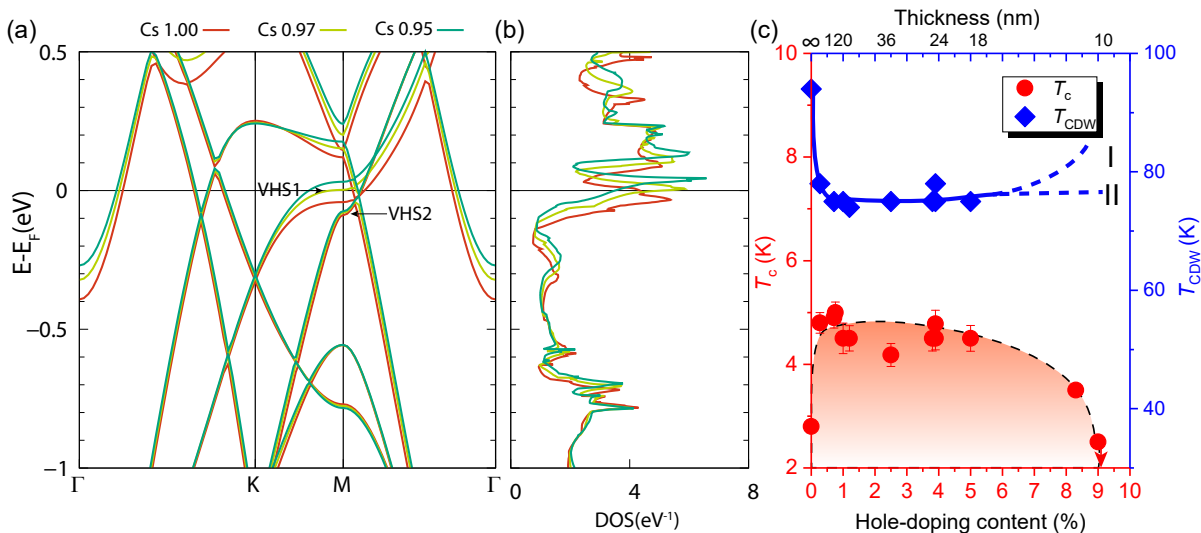 (a)
Cs 1.00
Cs 0.97
Cs 0.95
0.5
0
−0.5
−1
E-E_F(eV)
VHS1
VHS2
Γ
K
M
Γ
(b)
0
4
8
DOS(eV⁻¹)
(c)
Thickness (nm)
∞ 120 36 24 18 10
10
8
6
4
2
T_c (K)
T_c
T_CDW
I
II
100
80
60
40
T_CDW (K)
0 1 2 3 4 5 6 7 8 9 10
Hole-doping content (%)